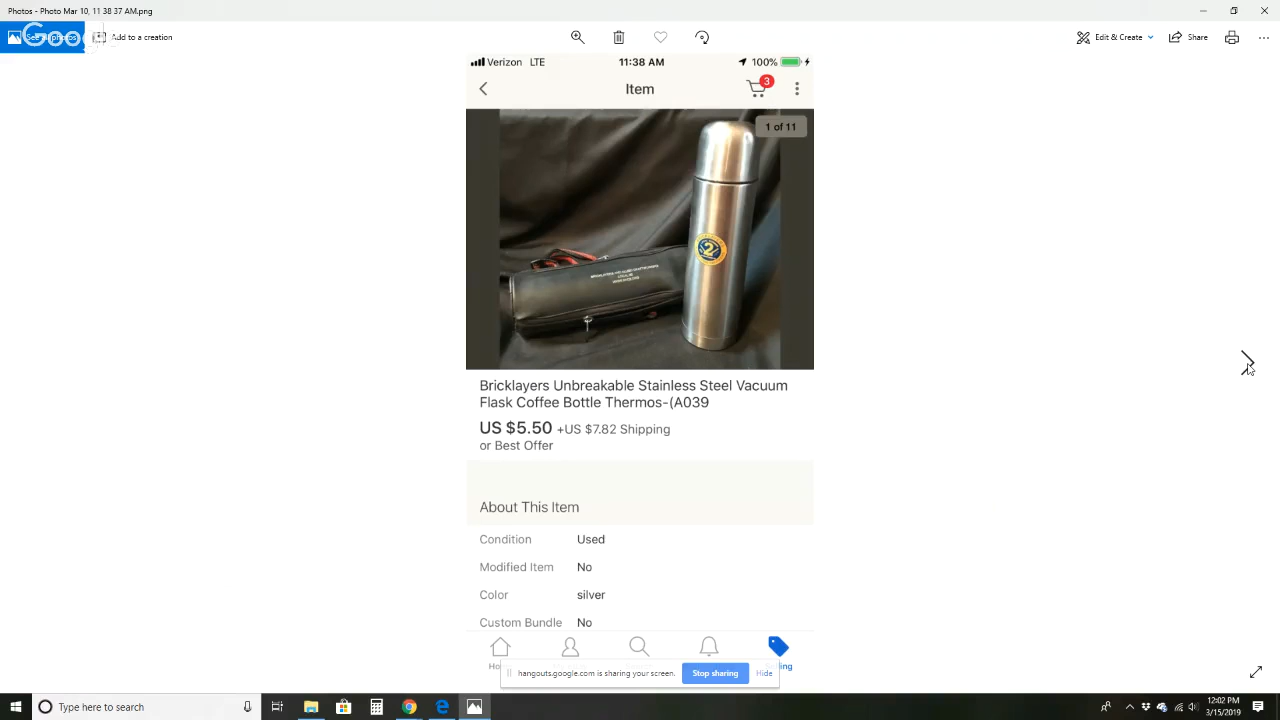 Photos - Photo Mar 10, 11 38 37 AM.png
Google
Add to a creation
Edit & Create
Share
Verizon LTE
11:38 AM
100%
Item
3
1 of 11
2
Bricklayers Unbreakable Stainless Steel Vacuum
Flask Coffee Bottle Thermos-(A039
US $5.50 +US $7.82 Shipping
or Best Offer
About This Item
Condition Used
Modified Item No
Color silver
Custom Bundle No
hangouts.google.com is sharing your screen.
Stop sharing
Hide
Type here to search
12:02 PM
3/15/2019